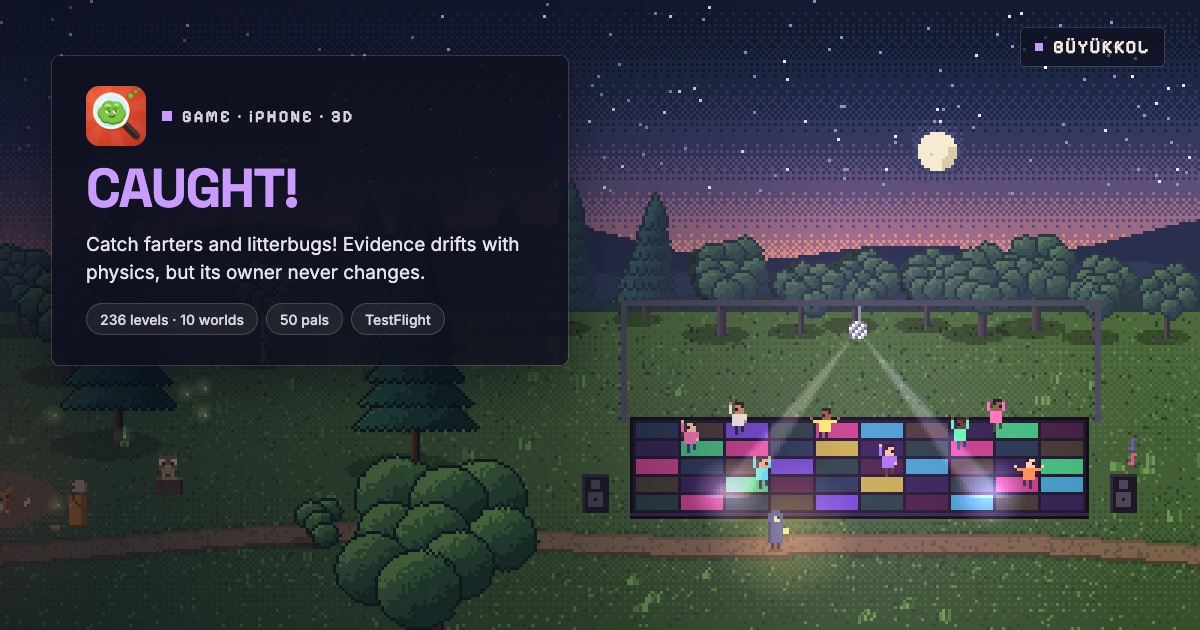 GAME · iPHONE · 3D
BÜYÜKKOL
CAUGHT!
Catch farters and litterbugs! Evidence drifts with
physics, but its owner never changes.
236 levels · 10 worlds
50 pals
TestFlight